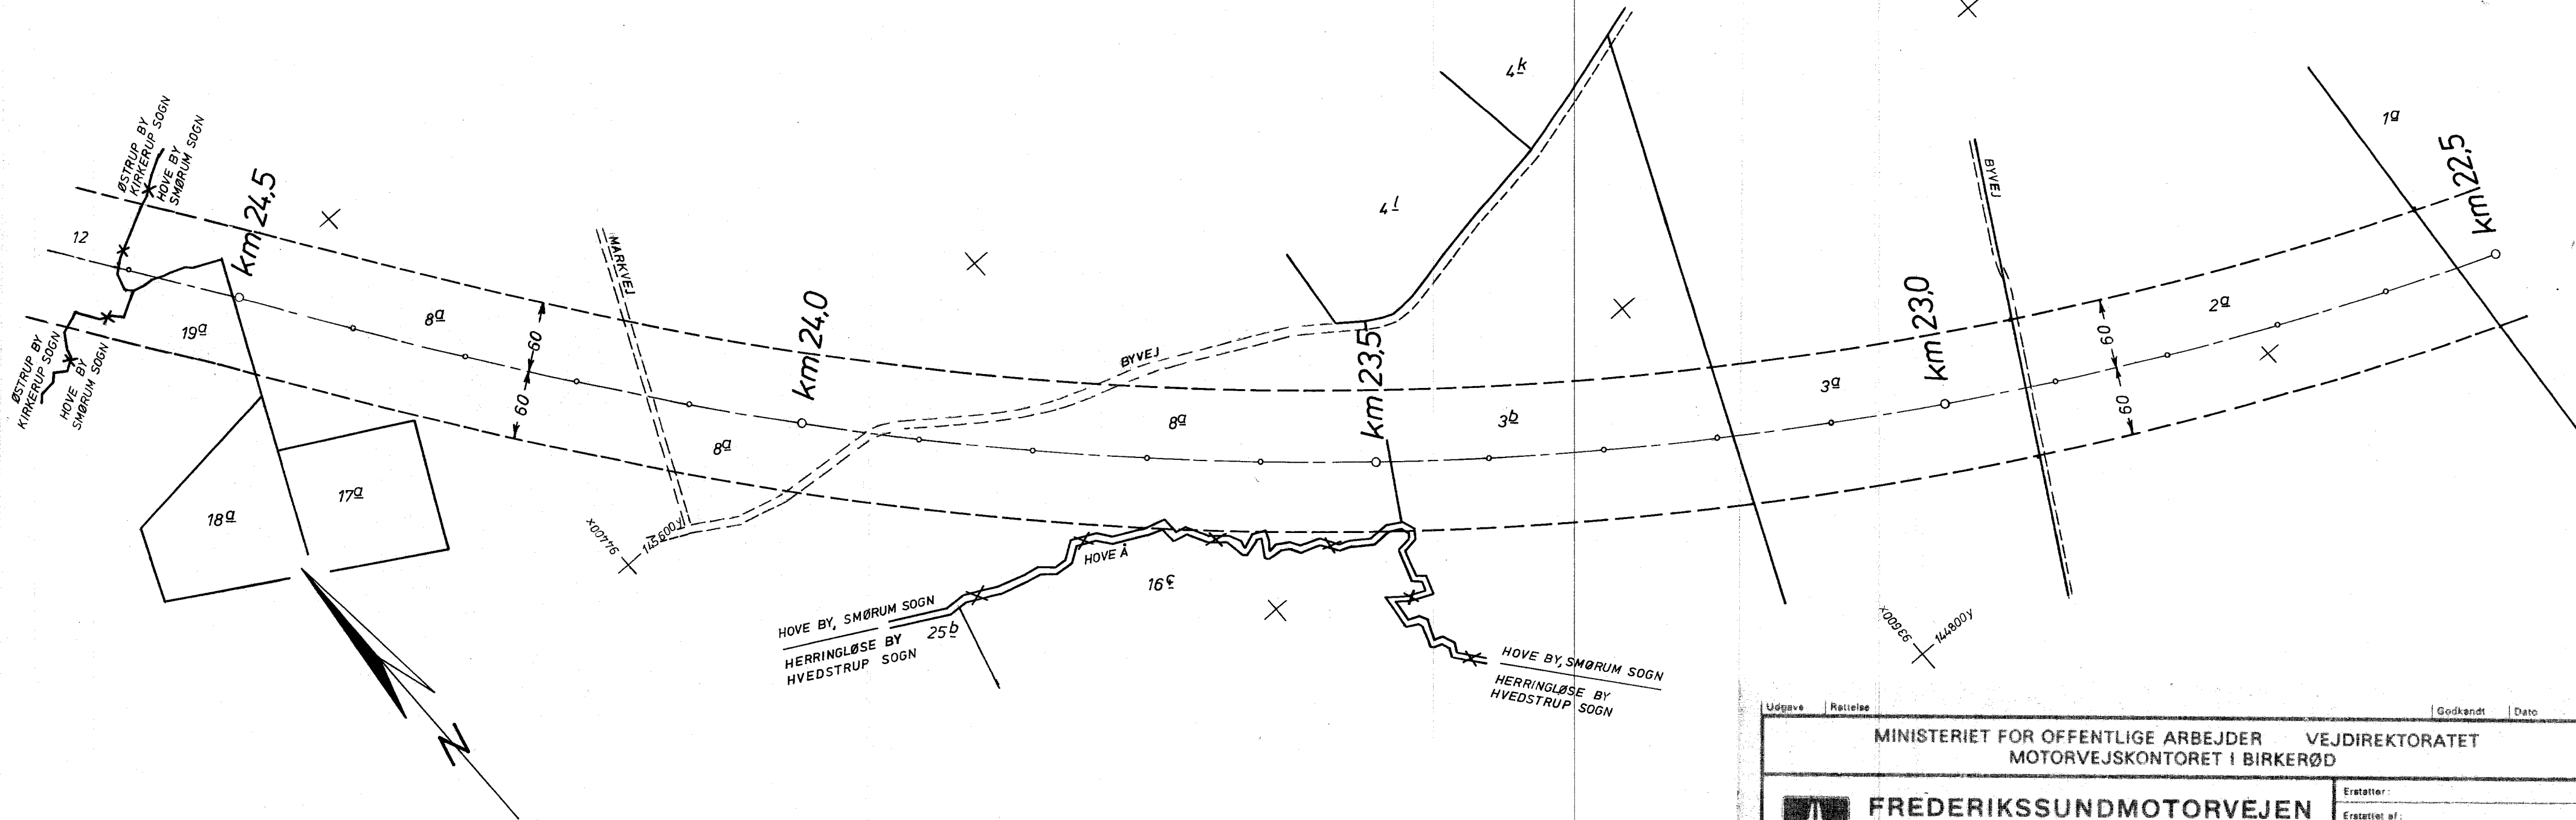 ØSTRUP BY
KIRKERUP SOGN
HOVE BY
SMØRUM SOGN
12
km 24,5
19a
ØSTRUP BY
KIRKERUP SOGN
HOVE BY
SMØRUM SOGN
8a
60
60
18a
17a
N
MARKVEJ
8a
km 24,0
94400x
145600y
BYVEJ
8a
HOVE Å
16c
HOVE BY, SMØRUM SOGN
HERRINGLØSE BY
HVEDSTRUP SOGN
25b
4k
4l
km 23,5
3b
HOVE BY, SMØRUM SOGN
HERRINGLØSE BY
HVEDSTRUP SOGN
3a
km 23,0
BYVEJ
60
60
2a
1a
km 22,5
93600x
144800y
Udgave
Rettelse
Godkendt
Dato
MINISTERIET FOR OFFENTLIGE ARBEJDER VEJDIREKTORATET
MOTORVEJSKONTORET I BIRKERØD
FREDERIKSSUNDMOTORVEJEN
Erstatter:
Erstattet af: